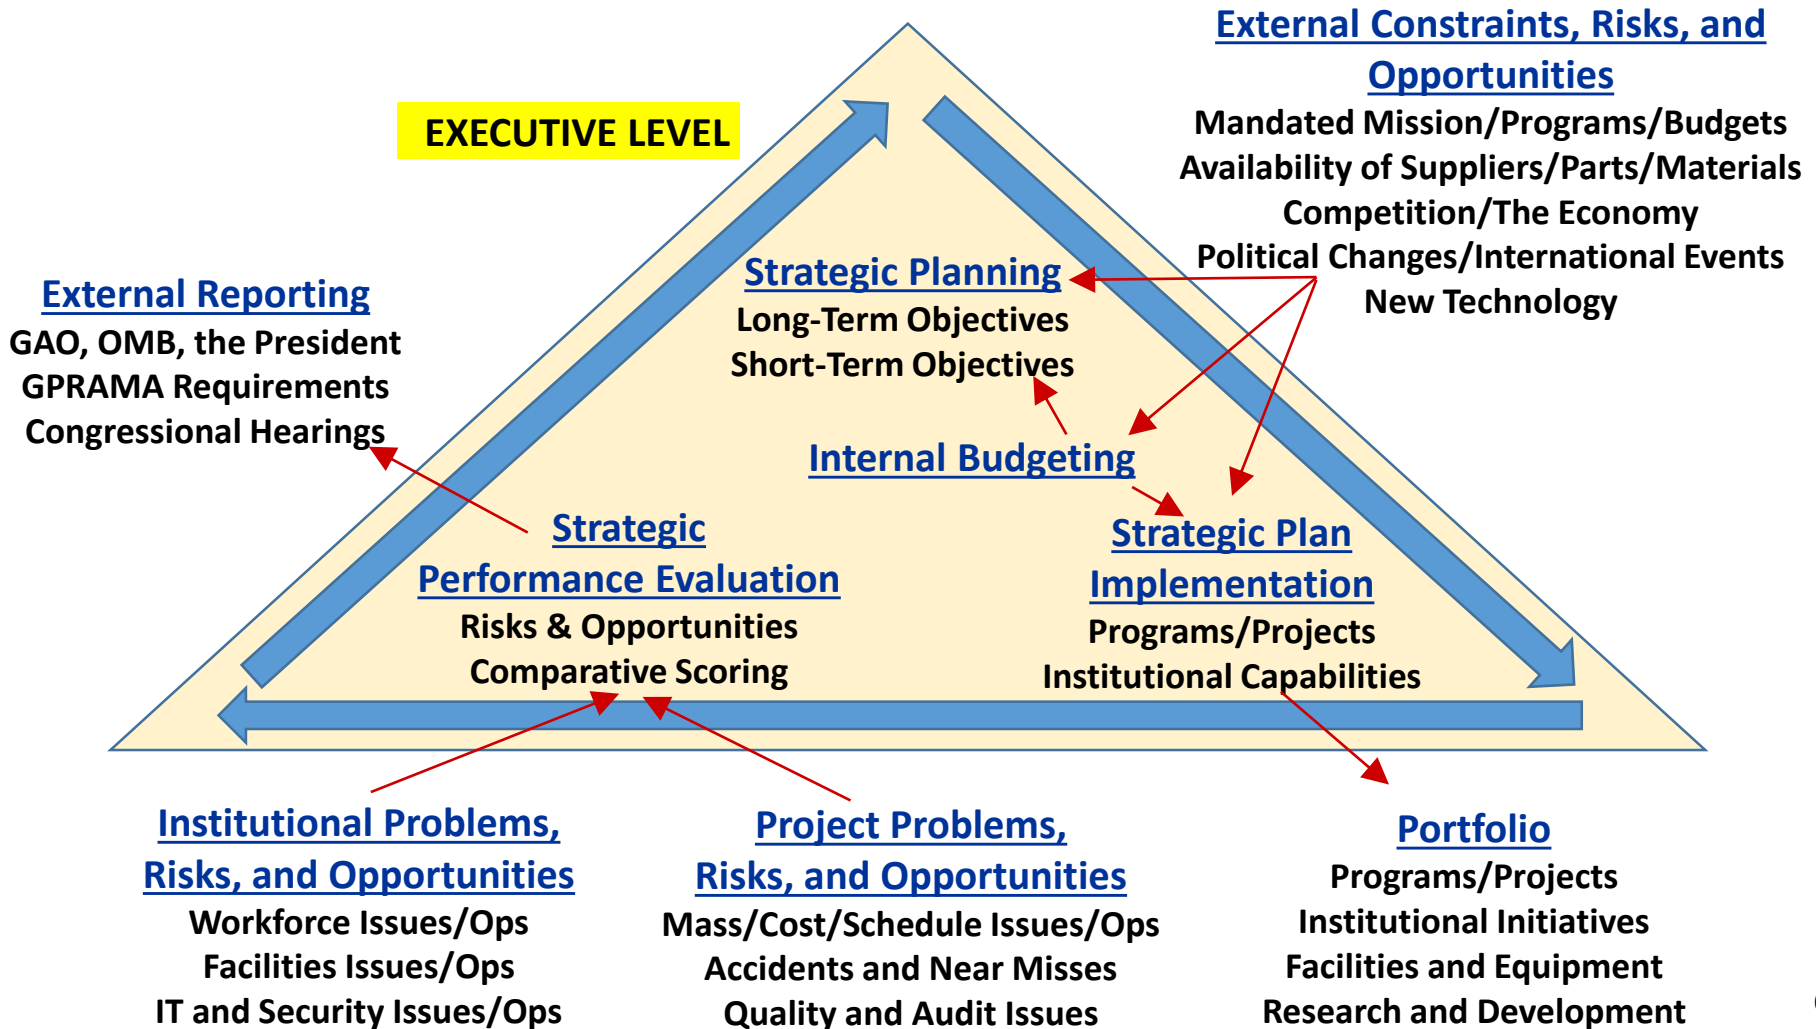 External Constraints, Risks, and
Opportunities
Mandated Mission/Programs/Budgets
Availability of Suppliers/Parts/Materials
Competition/The Economy
Political Changes/International Events
New Technology
EXECUTIVE LEVEL
External Reporting
GAO, OMB, the President
GPRAMA Requirements
Congressional Hearings
Strategic Planning
Long-Term Objectives
Short-Term Objectives
Internal Budgeting
Strategic
Performance Evaluation
Risks & Opportunities
Comparative Scoring
Strategic Plan
Implementation
Programs/Projects
Institutional Capabilities
Institutional Problems,
Risks, and Opportunities
Workforce Issues/Ops
Facilities Issues/Ops
IT and Security Issues/Ops
Project Problems,
Risks, and Opportunities
Mass/Cost/Schedule Issues/Ops
Accidents and Near Misses
Quality and Audit Issues
Portfolio
Programs/Projects
Institutional Initiatives
Facilities and Equipment
Research and Development